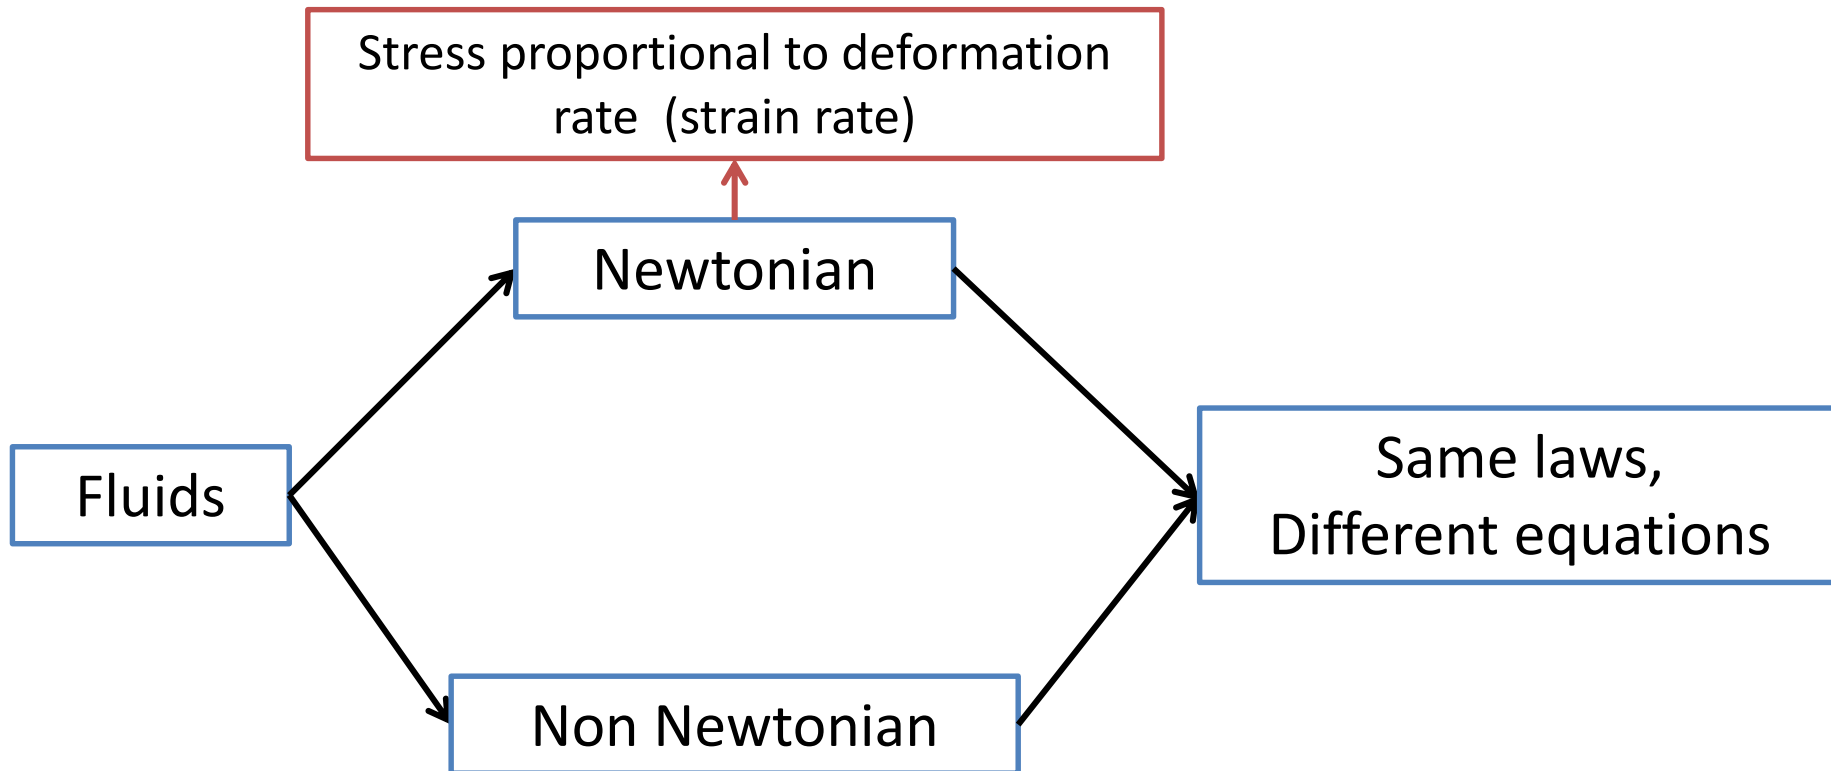 Stress proportional to deformation
rate (strain rate)
Newtonian
Fluids
Same laws,
Different equations
Non Newtonian